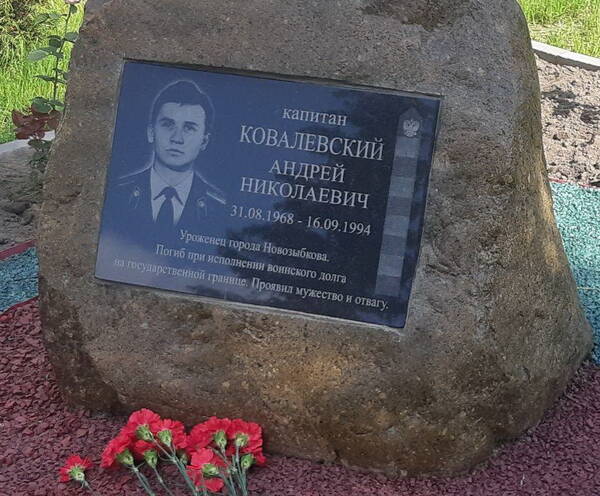 капитан
КОВАЛЕВСКИЙ
АНДРЕЙ
НИКОЛАЕВИЧ
31.08.1968 - 16.09.1994
Уроженец города Новозыбкова.
Погиб при исполнении воинского долга
на государственной границе. Проявил мужество и отвагу.